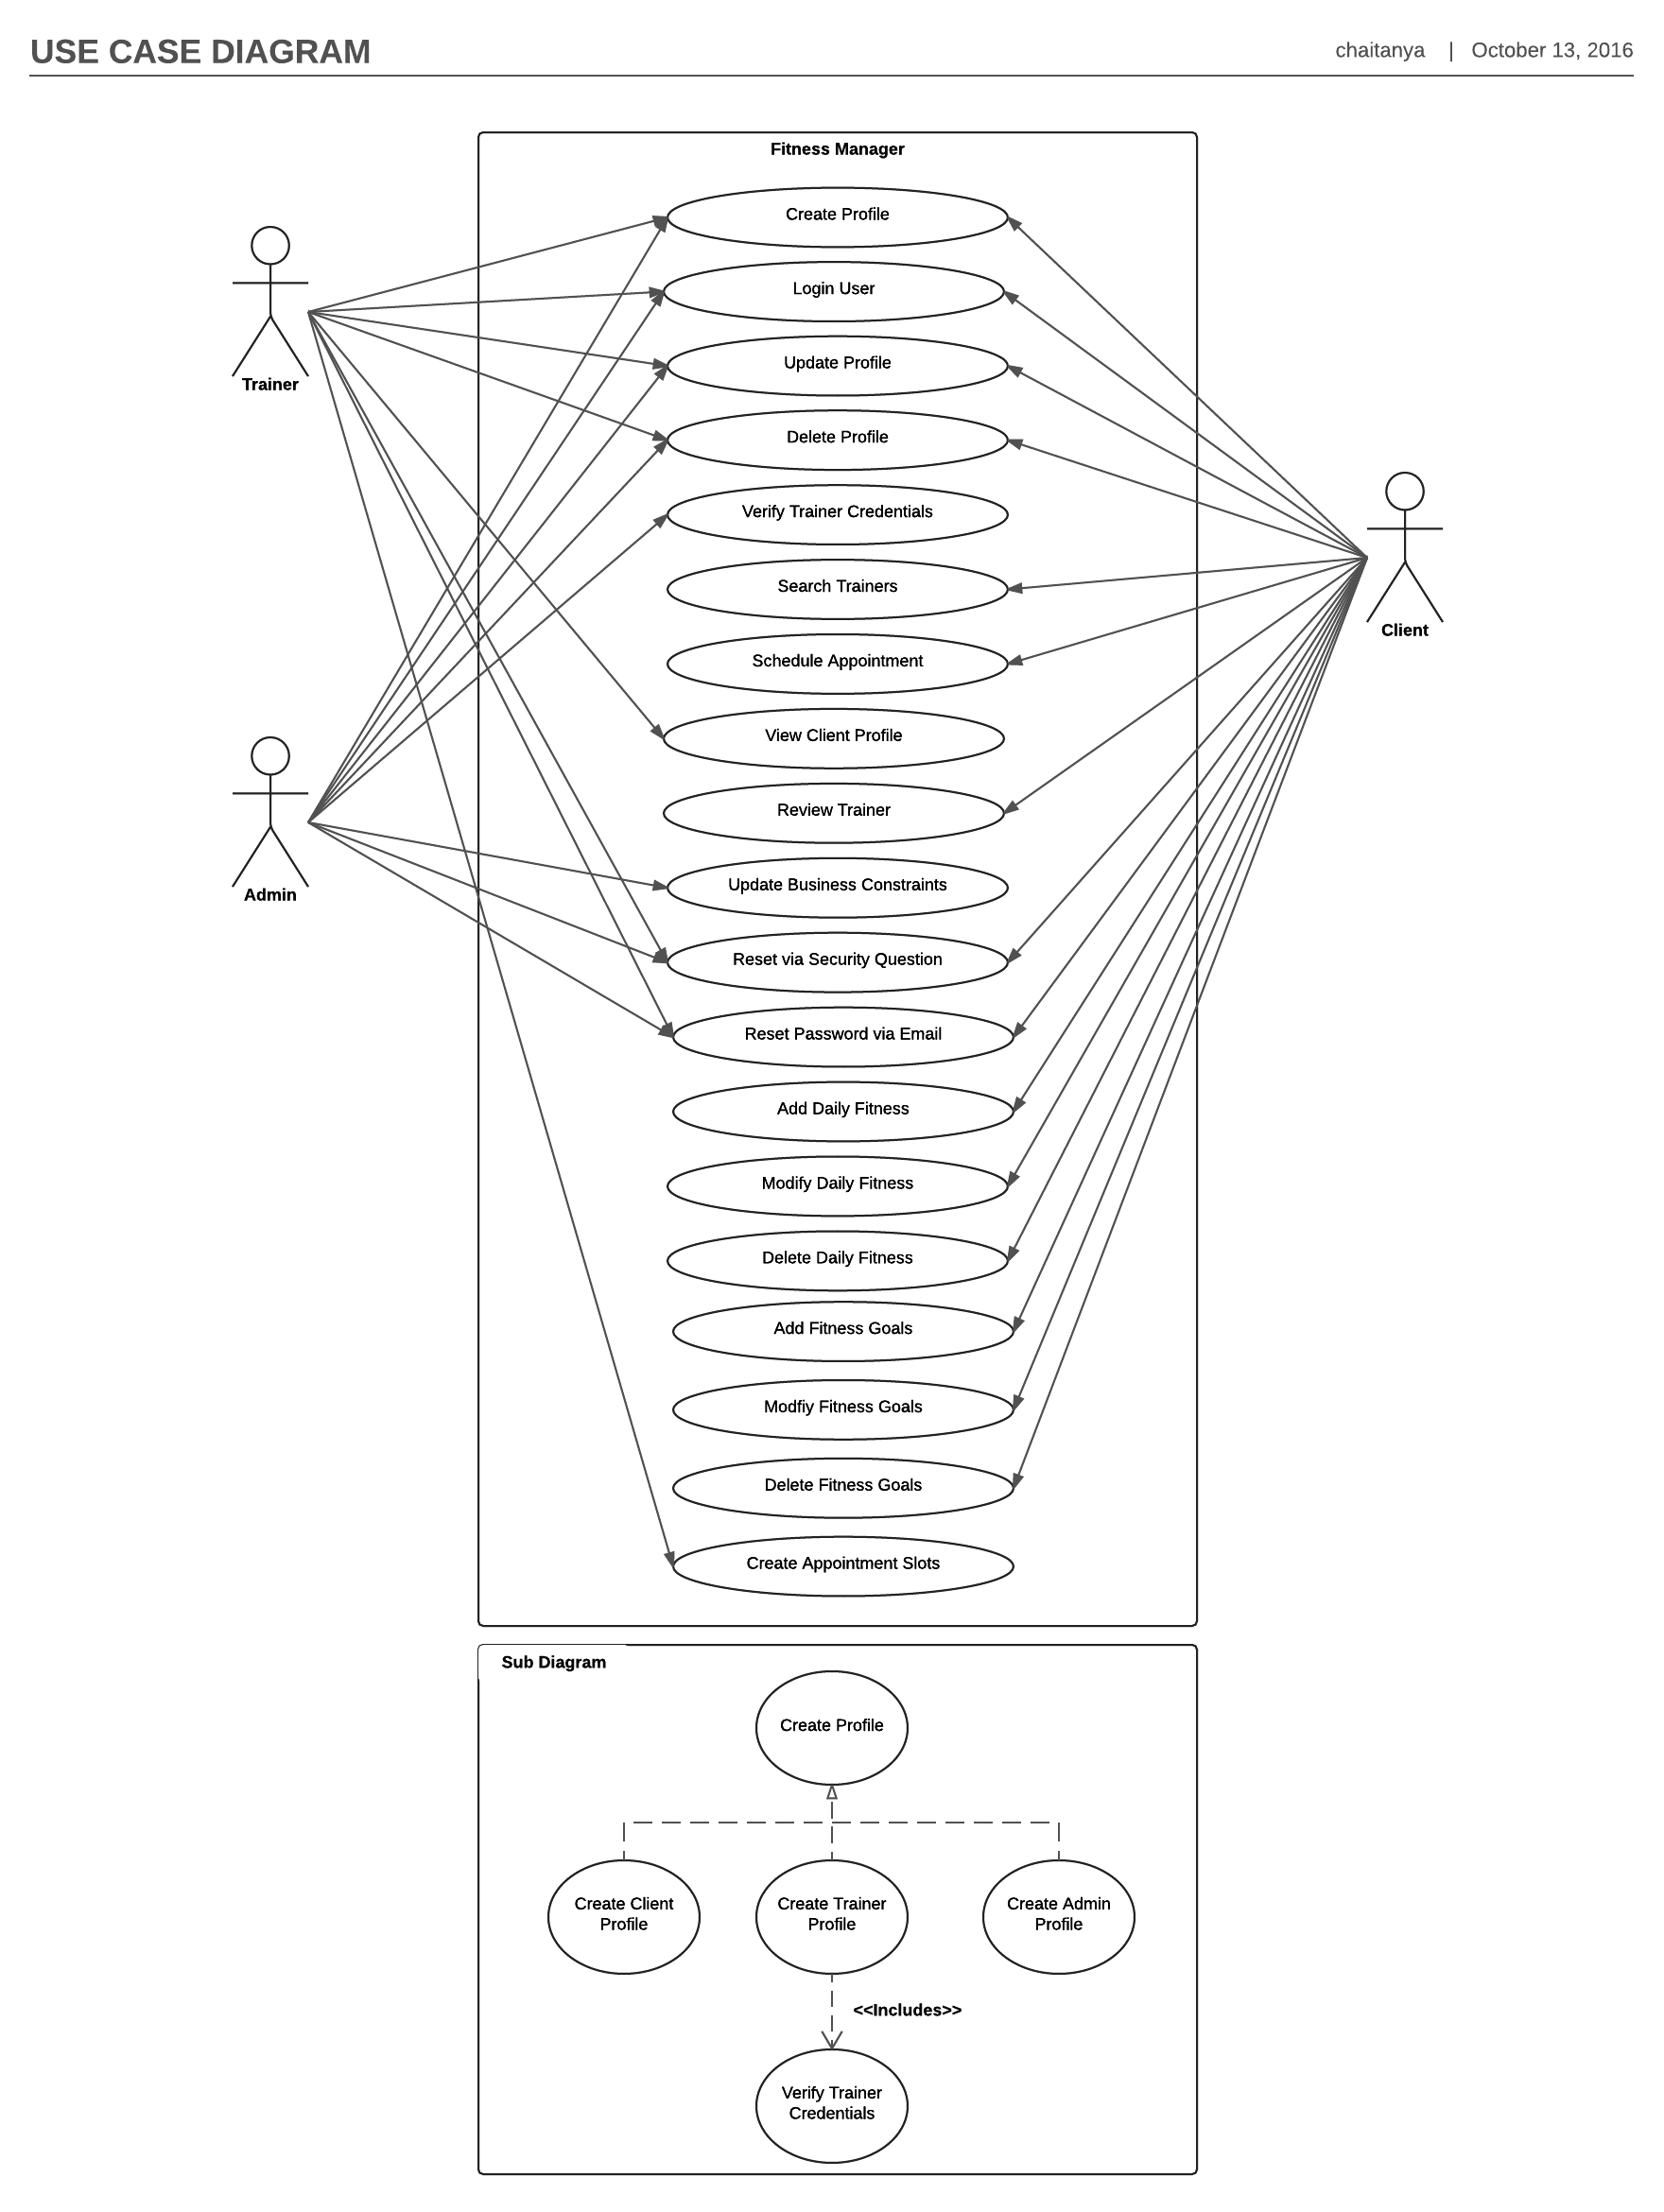 USE CASE DIAGRAM
chaitanya | October 13, 2016
Fitness Manager
Create Profile
Login User
Update Profile
Delete Profile
Trainer
Verify Trainer Credentials
Search Trainers
Client
Schedule Appointment
View Client Profile
Review Trainer
Update Business Constraints
Admin
Reset via Security Question
Reset Password via Email
Add Daily Fitness
Modify Daily Fitness
Delete Daily Fitness
Add Fitness Goals
Modfiy Fitness Goals
Delete Fitness Goals
Create Appointment Slots
Sub Diagram
Create Profile
Create Client
Profile
Create Trainer
Profile
Create Admin
Profile
<<Includes>>
Verify Trainer
Credentials